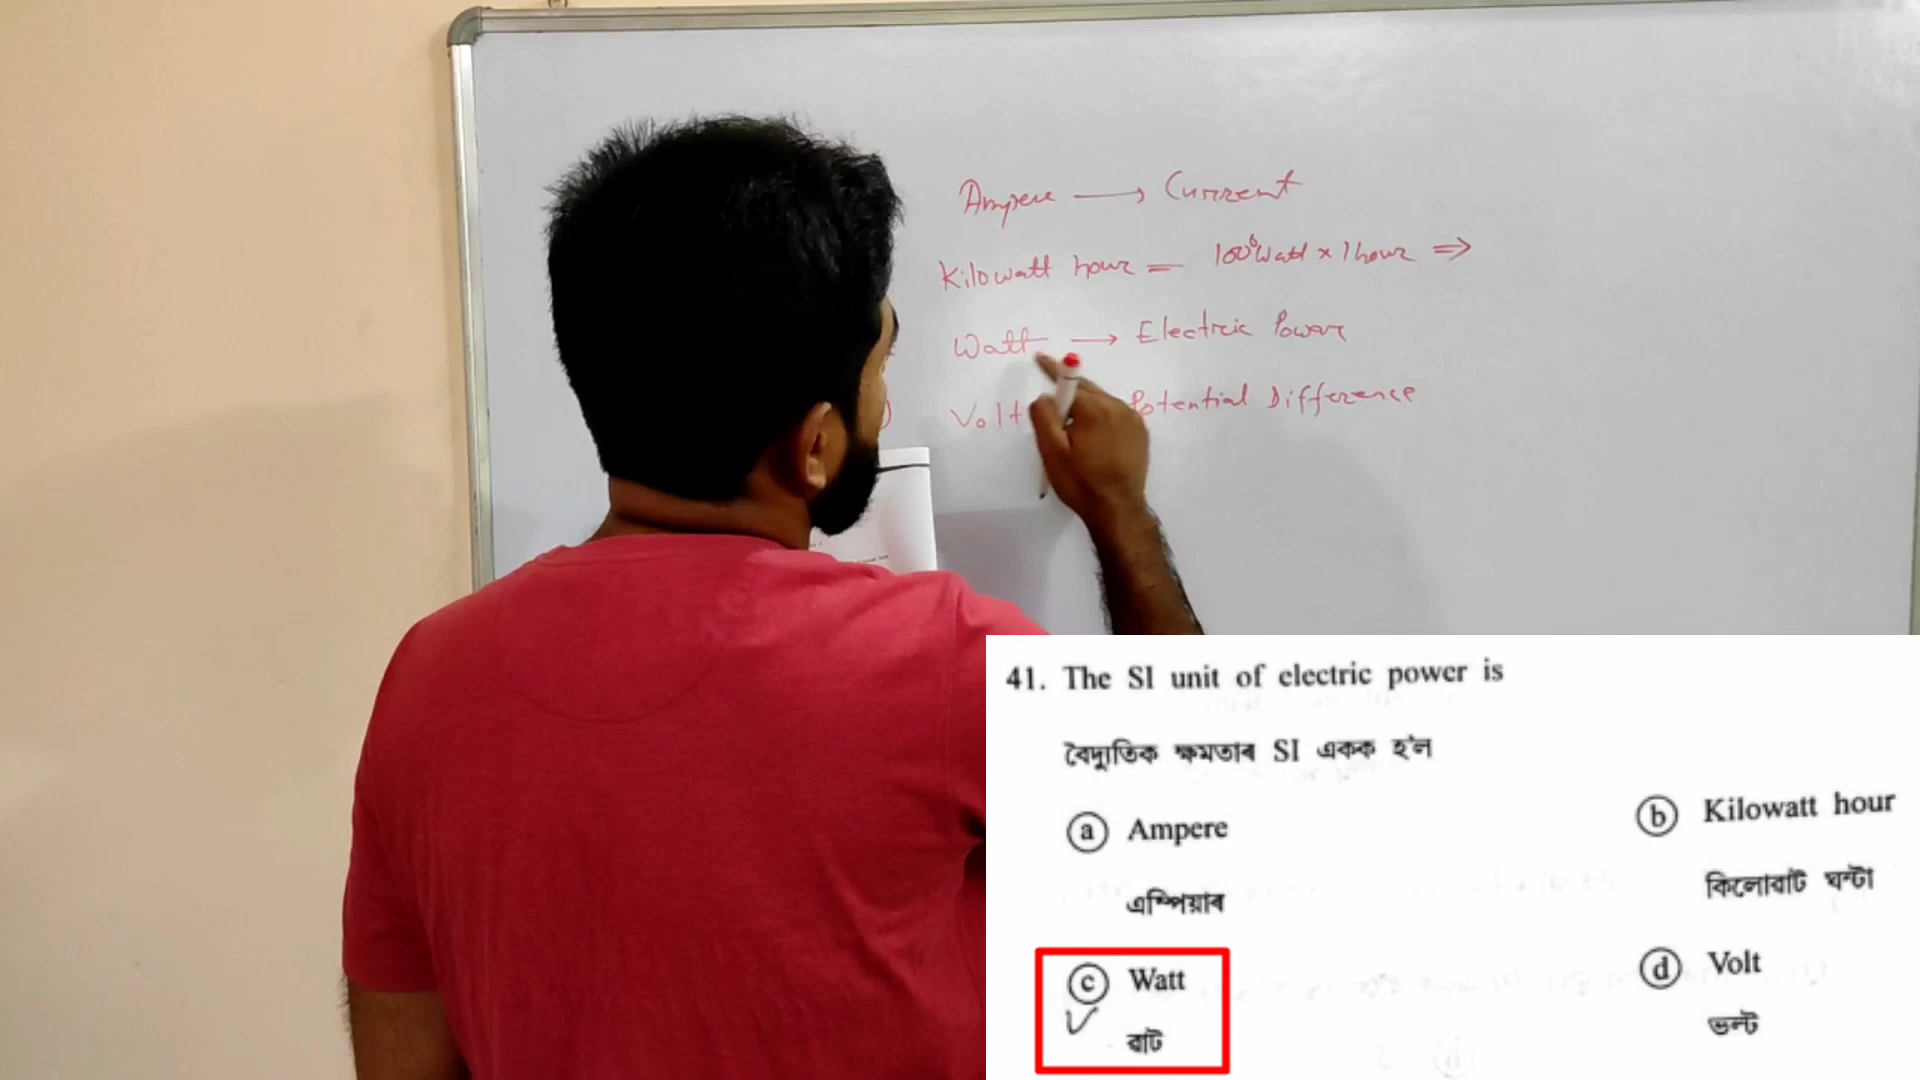 Ampere → Current
Kilowatt hour = 1000 Watt × 1 hour ⇒
Watt → Electric Power
Volt Potential Difference
41. The SI unit of electric power is
বৈদ্যুতিক ক্ষমতাৰ SI একক হ'ল
ⓐ Ampere
এম্পিয়াৰ
ⓑ Kilowatt hour
কিলোৱাট ঘন্টা
ⓒ Watt
ৱাট
ⓓ Volt
ভল্ট